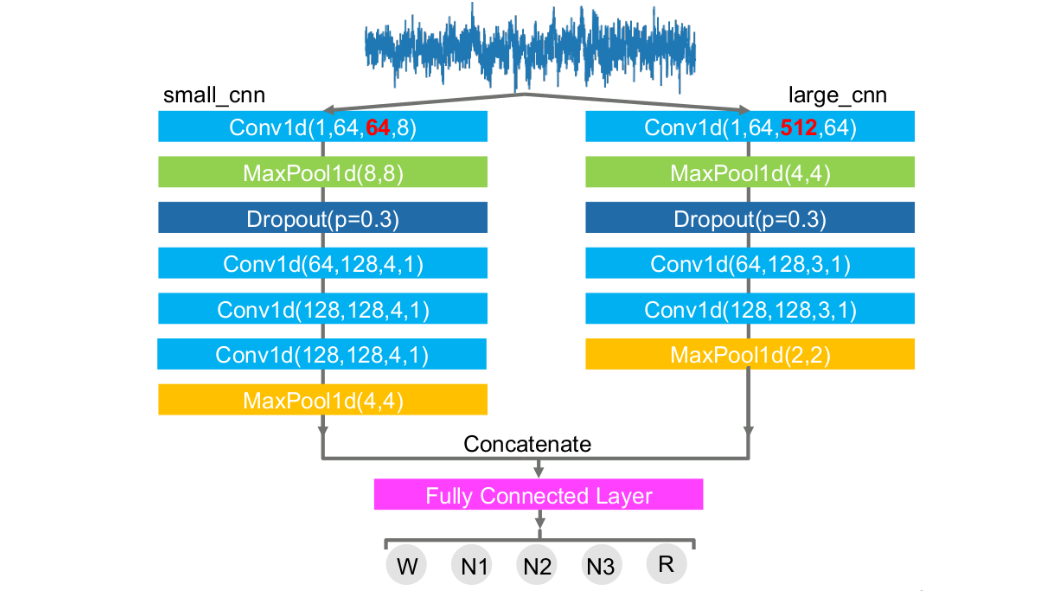 small_cnn
Conv1d(1,64,64,8)
MaxPool1d(8,8)
Dropout(p=0.3)
Conv1d(64,128,4,1)
Conv1d(128,128,4,1)
Conv1d(128,128,4,1)
MaxPool1d(4,4)
large_cnn
Conv1d(1,64,512,64)
MaxPool1d(4,4)
Dropout(p=0.3)
Conv1d(64,128,3,1)
Conv1d(128,128,3,1)
MaxPool1d(2,2)
Concatenate
Fully Connected Layer
W N1 N2 N3 R